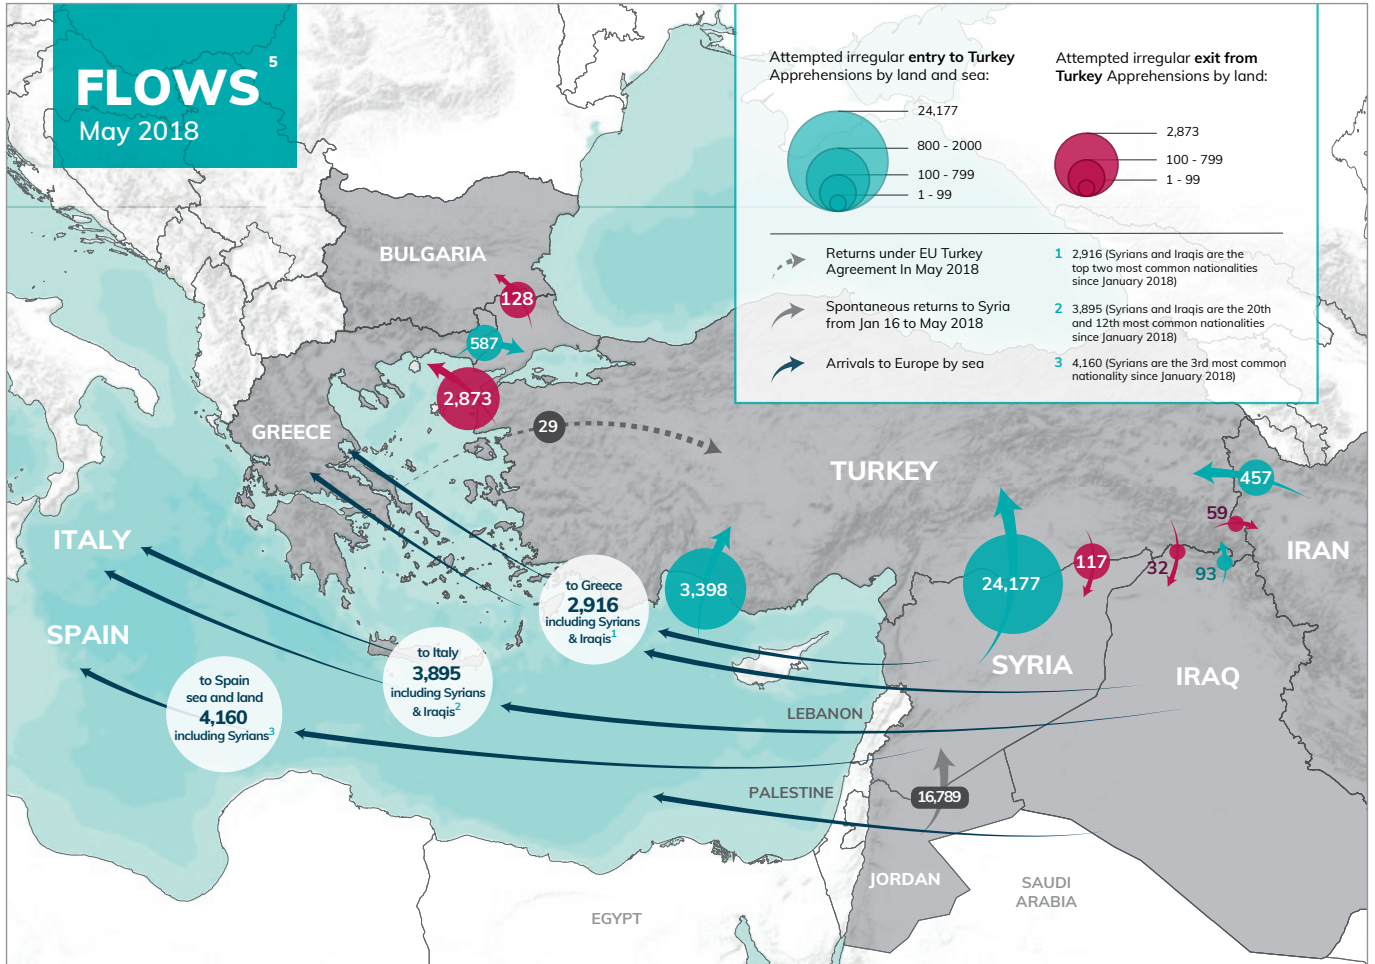 FLOWS 5
May 2018
Attempted irregular entry to Turkey
Apprehensions by land and sea:
24,177
800 - 2000
100 - 799
1 - 99
Attempted irregular exit from
Turkey Apprehensions by land:
2,873
100 - 799
1 - 99
Returns under EU Turkey
Agreement In May 2018
Spontaneous returns to Syria
from Jan 16 to May 2018
Arrivals to Europe by sea
1 2,916 (Syrians and Iraqis are the
top two most common nationalities
since January 2018)
2 3,895 (Syrians and Iraqis are the 20th
and 12th most common nationalities
since January 2018)
3 4,160 (Syrians are the 3rd most common
nationality since January 2018)
BULGARIA
128
587
2,873
29
GREECE
TURKEY
457
59
IRAN
ITALY
SPAIN
to Greece
2,916
including Syrians
& Iraqis1
3,398
24,177
117
32
93
to Italy
3,895
including Syrians
& Iraqis2
to Spain
sea and land
4,160
including Syrians3
SYRIA
IRAQ
LEBANON
PALESTINE
16,789
JORDAN
SAUDI
ARABIA
EGYPT